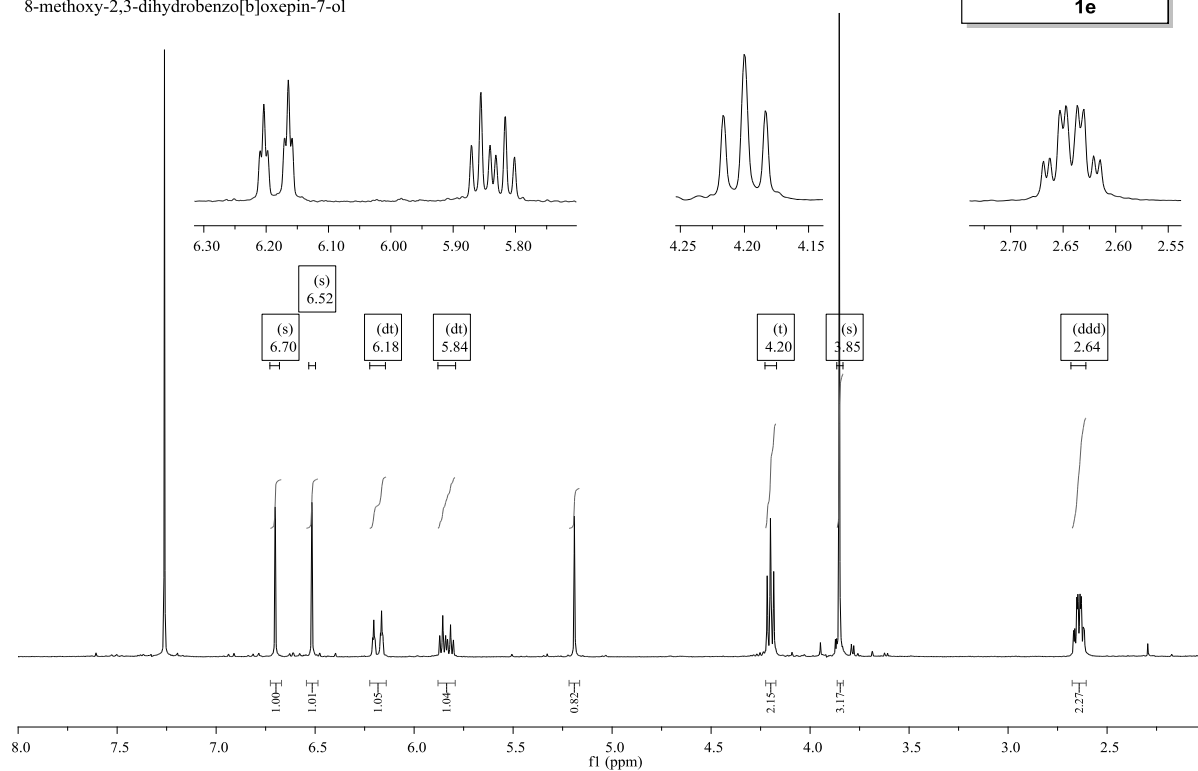 8-methoxy-2,3-dihydrobenzo[b]oxepin-7-ol
1e
6.30 6.20 6.10 6.00 5.90 5.80
4.25 4.20 4.15
2.70 2.65 2.60 2.55
(s)
6.52
(s)
6.70
(dt)
6.18
(dt)
5.84
(t)
4.20
(s)
3.85
(ddd)
2.64
1.00
1.01
1.05
1.04
0.82
2.15
3.17
2.27
8.0 7.5 7.0 6.5 6.0 5.5 5.0 4.5 4.0 3.5 3.0 2.5
f1 (ppm)